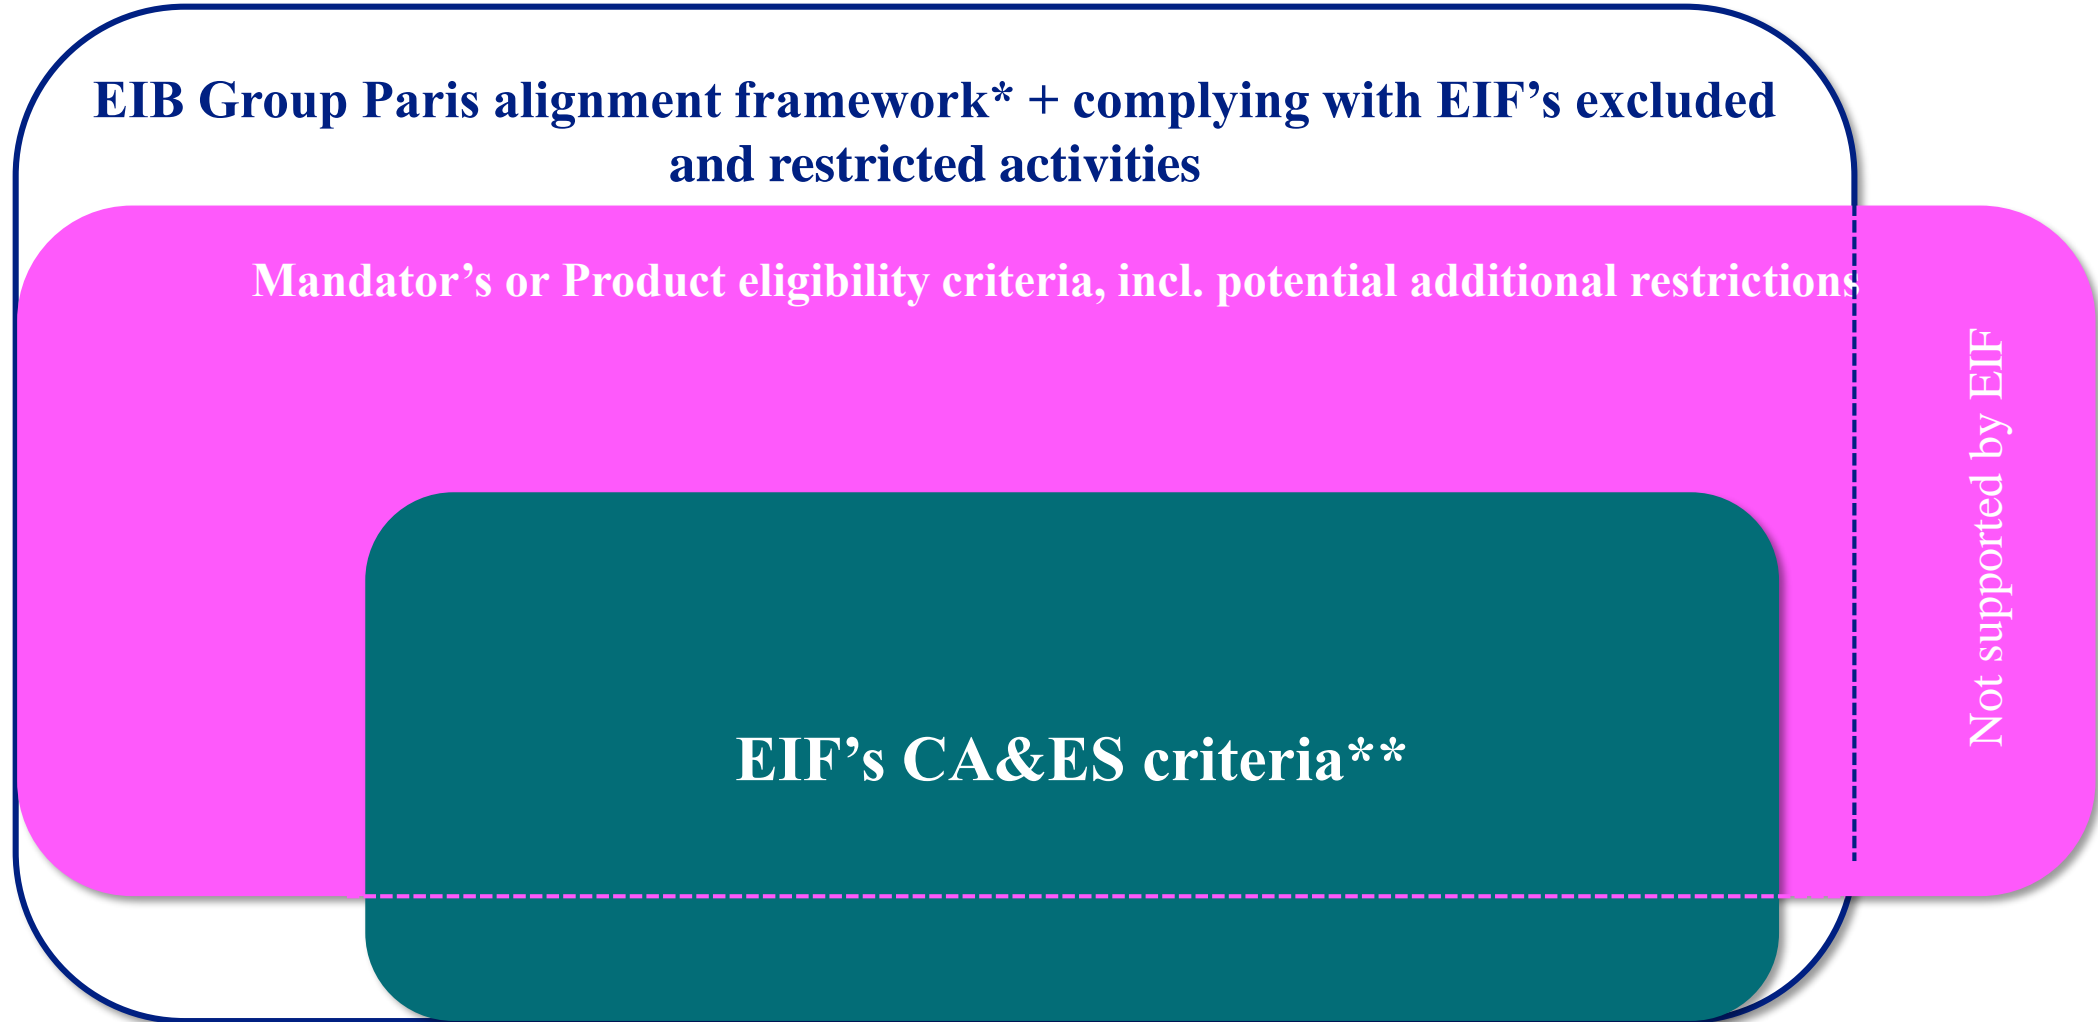 EIB Group Paris alignment framework* + complying with EIF’s excluded
and restricted activities
Mandator’s or Product eligibility criteria, incl. potential additional restrictions
Not supported by EIF
EIF’s CA&ES criteria**